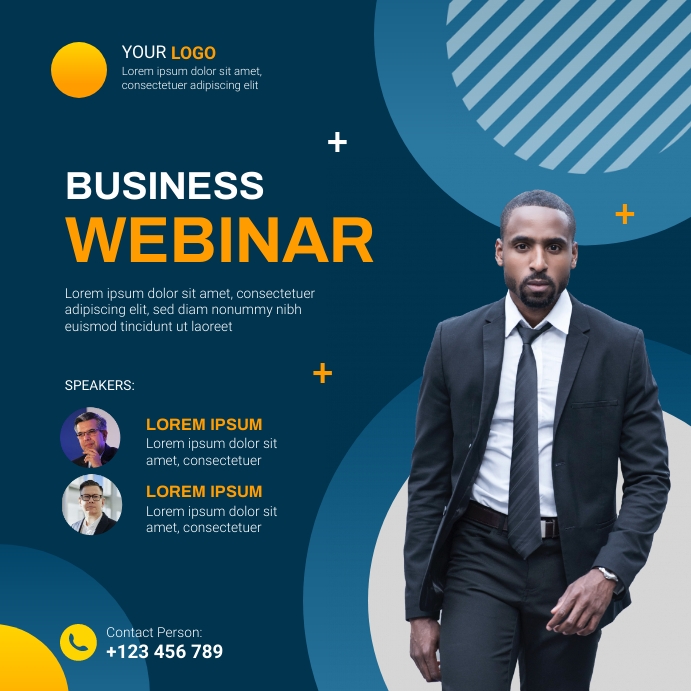 YOUR LOGO
Lorem ipsum dolor sit amet,
consectetuer adipiscing elit
BUSINESS
WEBINAR
Lorem ipsum dolor sit amet, consectetuer
adipiscing elit, sed diam nonummy nibh
euismod tincidunt ut laoreet
SPEAKERS:
LOREM IPSUM
Lorem ipsum dolor sit
amet, consectetuer
LOREM IPSUM
Lorem ipsum dolor sit
amet, consectetuer
Contact Person:
+123 456 789